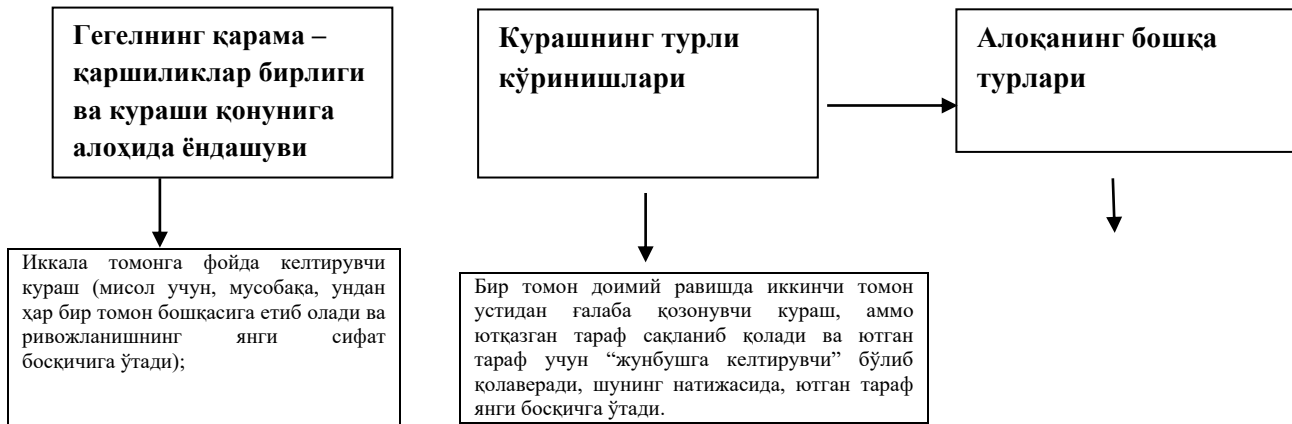 Гегелнинг қарама –
қаршиликлар бирлиги
ва кураши қонунига
алоҳида ёндашуви
Курашнинг турли
кўринишлари
Алоқанинг бошқа
турлари
Иккала томонга фойда келтирувчи
кураш (мисол учун, мусобақа, ундан
ҳар бир томон бошқасига етиб олади ва
ривожланишнинг янги сифат
босқичига ўтади);
Бир томон доимий равишда иккинчи томон
устидан ғалаба қозонувчи кураш, аммо
ютқазган тараф сақланиб қолади ва ютган
тараф учун “жунбушга келтирувчи” бўлиб
қолаверади, шунинг натижасида, ютган тараф
янги босқичга ўтади.